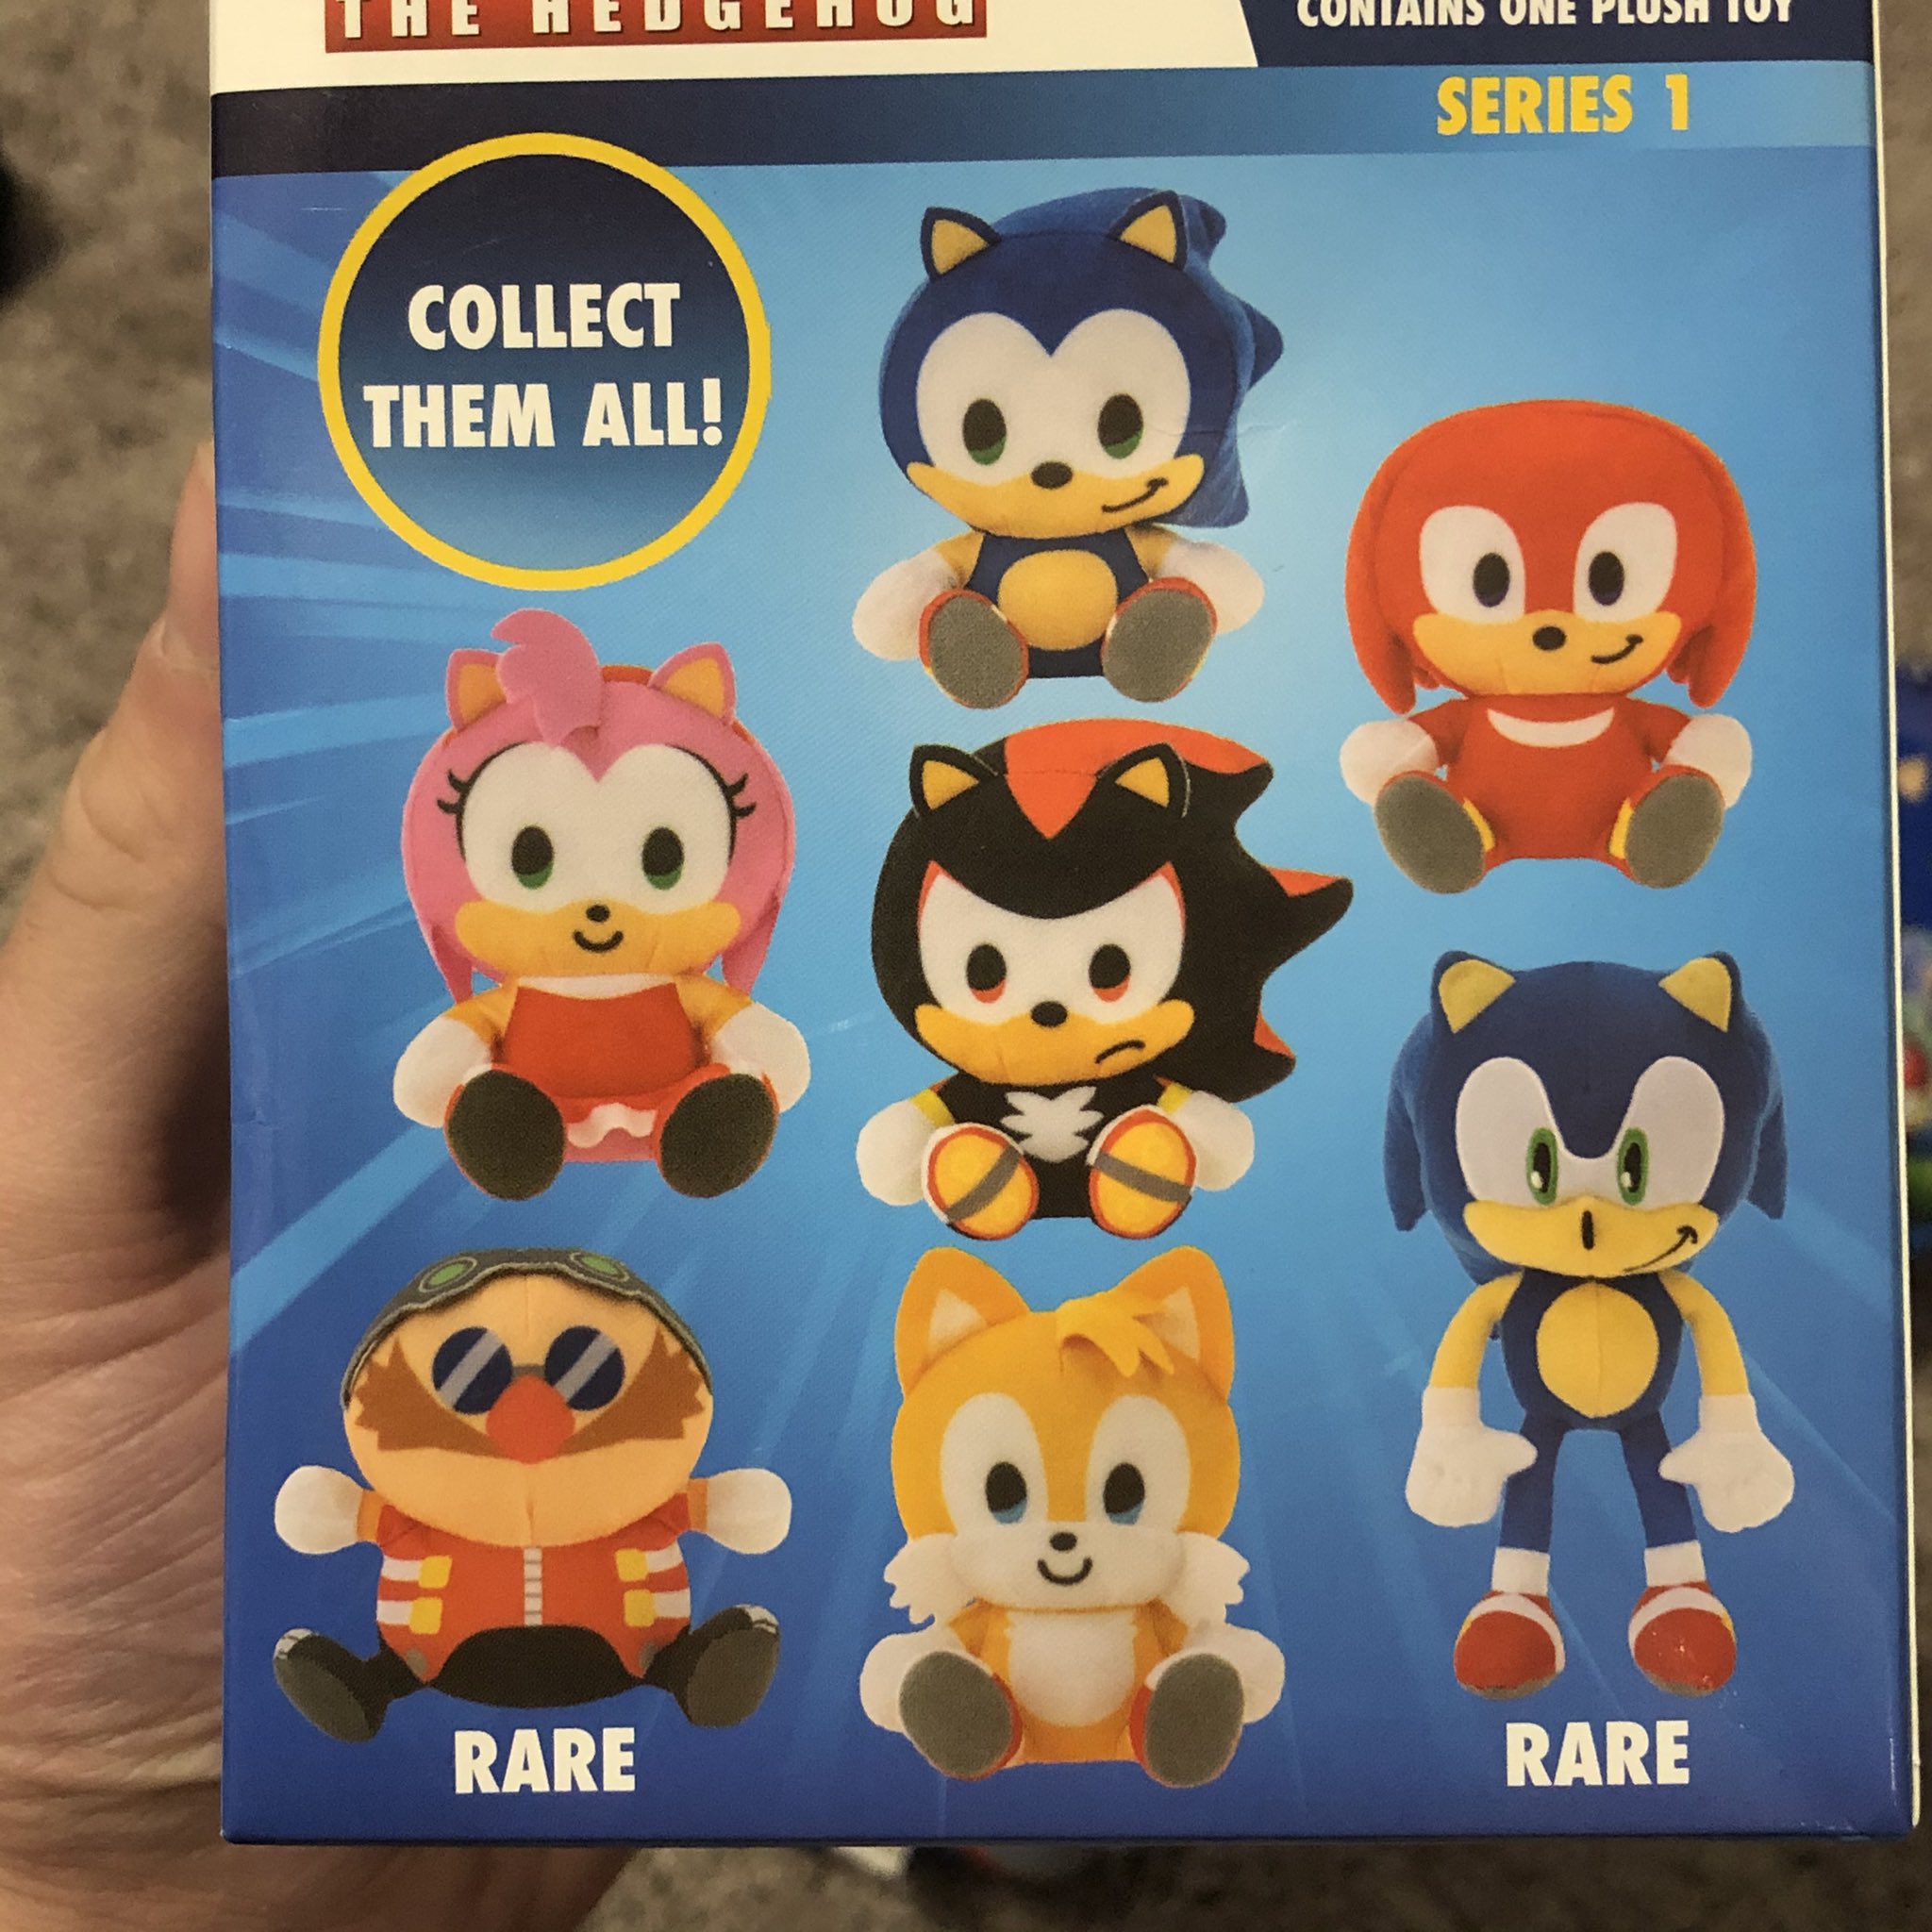 THE HEDGEHOG
CONTAINS ONE PLUSH TOY
SERIES 1
COLLECT
THEM ALL!
RARE
RARE